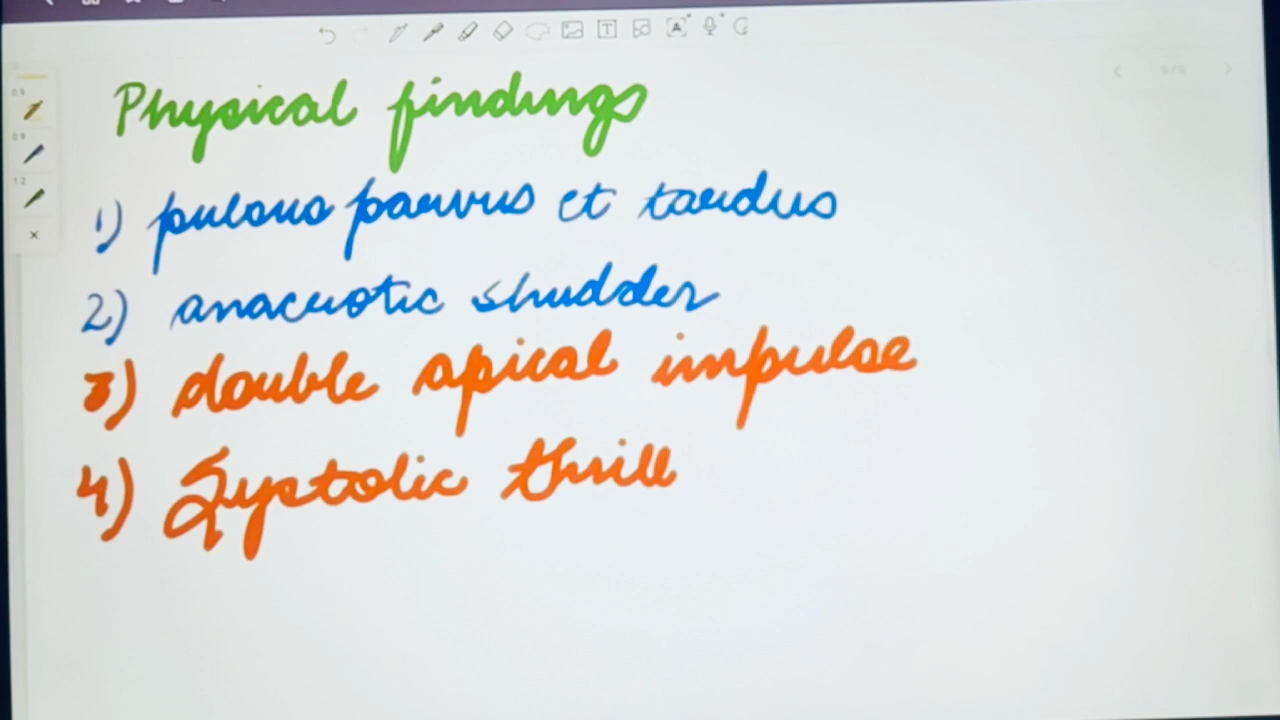 Physical findings
1) pulsus parvus et tardus
2) anacrotic shudder
3) double apical impulse
4) Systolic thrill